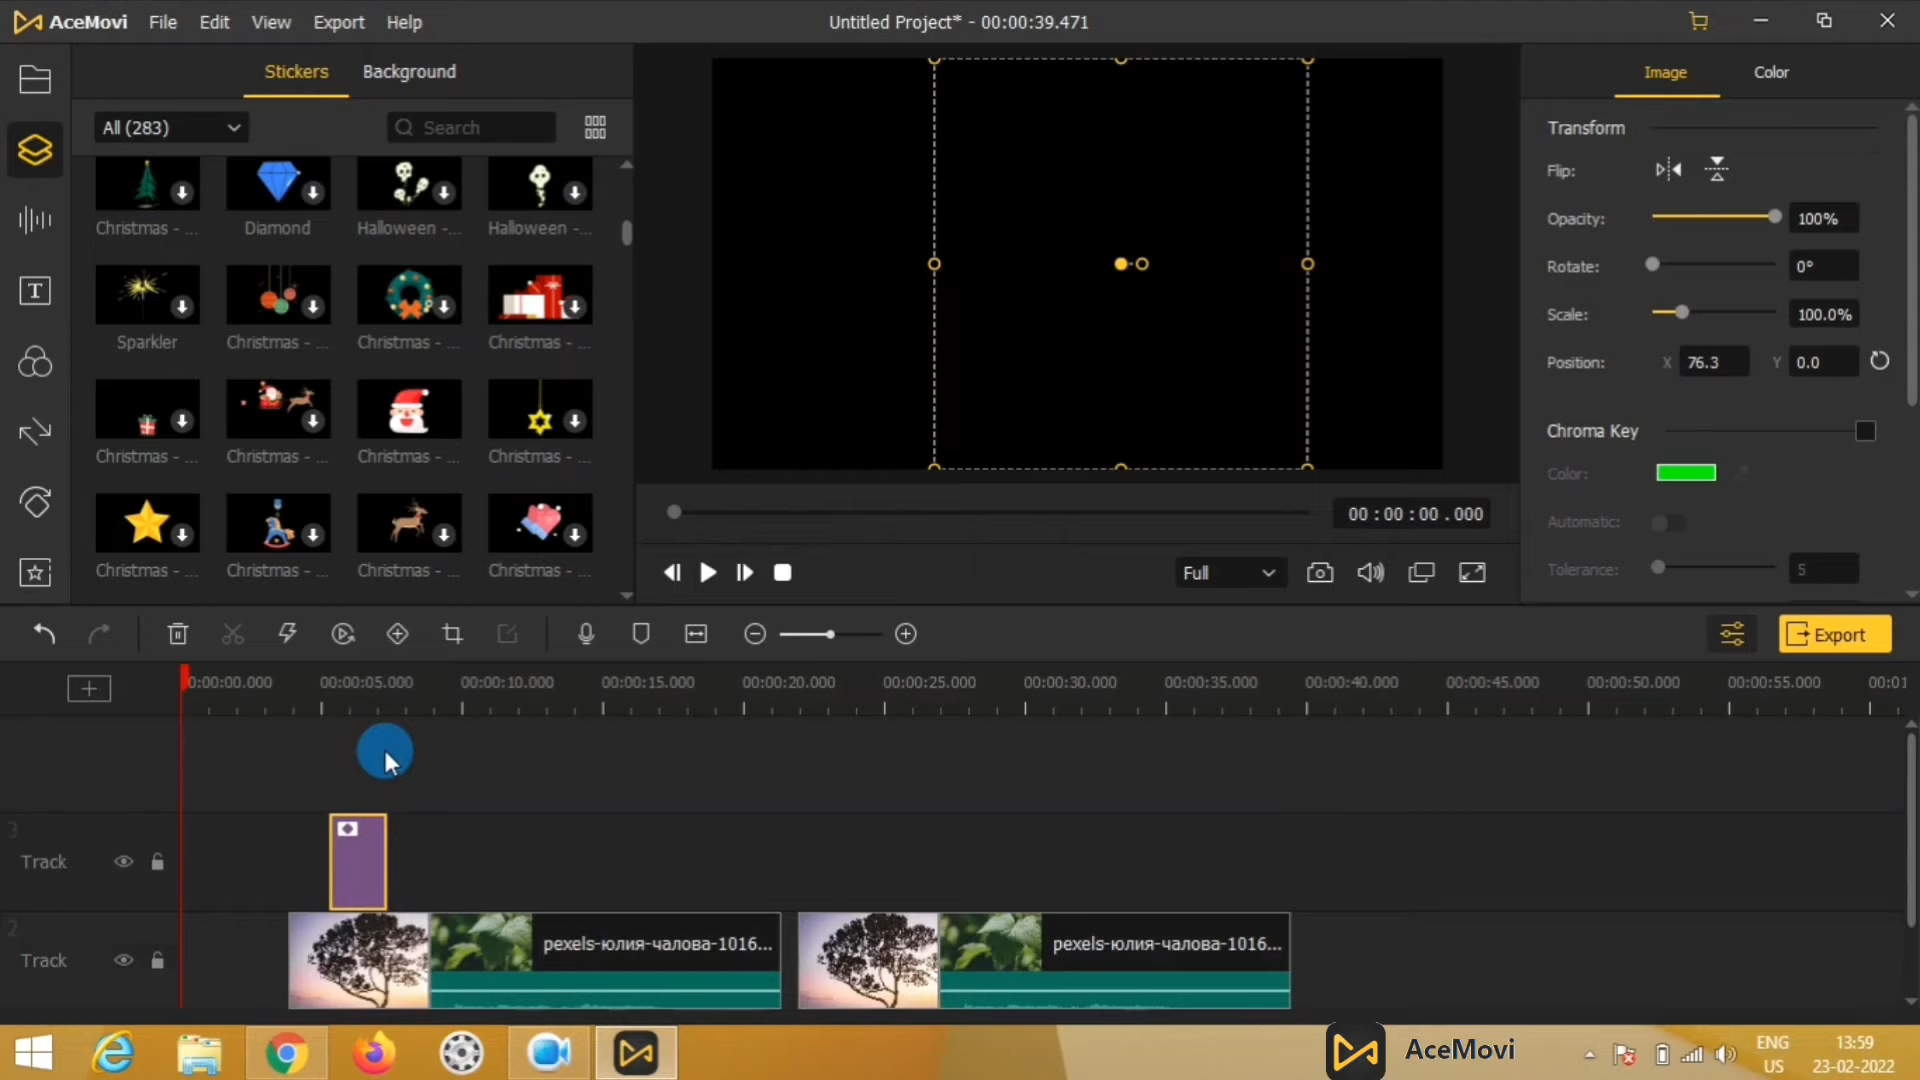 AceMovi File Edit View Export Help
Untitled Project* - 00:00:39.471
Stickers Background
All (283)
Search
Christmas - ... Diamond Halloween -... Halloween -...
Sparkler Christmas - ... Christmas - ... Christmas - ...
Christmas - ... Christmas - ... Christmas - ... Christmas - ...
Christmas - ... Christmas - ... Christmas - ... Christmas - ...
00 : 00 : 00 .000
Full
Image Color
Transform
Flip:
Opacity: 100%
Rotate: 0°
Scale: 100.0%
Position: X 76.3 Y 0.0
Chroma Key
Color:
Automatic:
Tolerance: 5
Export
0:00:00.000 00:00:05.000 00:00:10.000 00:00:15.000 00:00:20.000 00:00:25.000 00:00:30.000 00:00:35.000 00:00:40.000 00:00:45.000 00:00:50.000 00:00:55.000 00:01
3
Track
2
Track
pexels-юлия-чалова-1016... pexels-юлия-чалова-1016...
AceMovi
ENG
US
13:59
23-02-2022